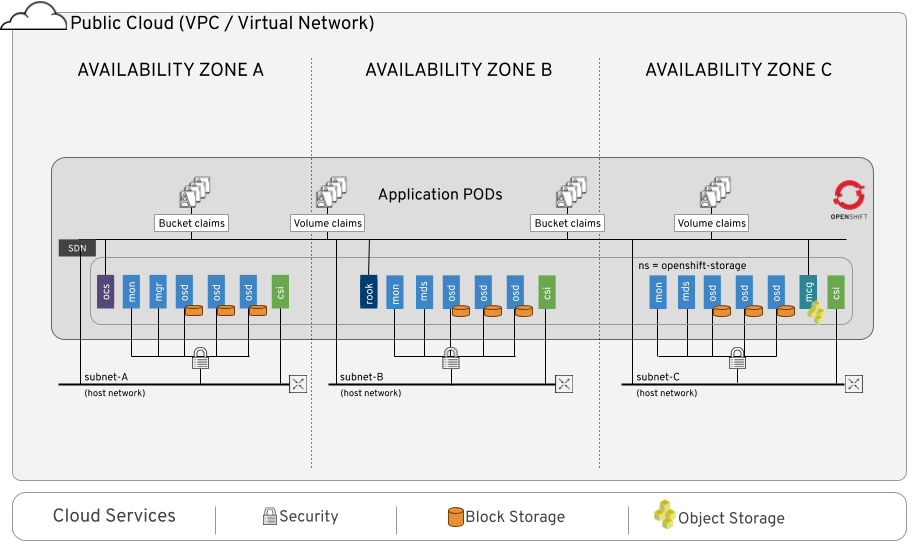 Public Cloud (VPC / Virtual Network)
AVAILABILITY ZONE A
AVAILABILITY ZONE B
AVAILABILITY ZONE C
Application PODs
OPENSHIFT
Bucket claims
Volume claims
Bucket claims
Volume claims
SDN
ns = openshift-storage
ocs
mon
mgr
osd
osd
osd
csi
rook
mon
mds
osd
osd
osd
csi
mon
mds
osd
osd
osd
mcg
csi
subnet-A
(host network)
subnet-B
(host network)
subnet-C
(host network)
Cloud Services
Security
Block Storage
Object Storage